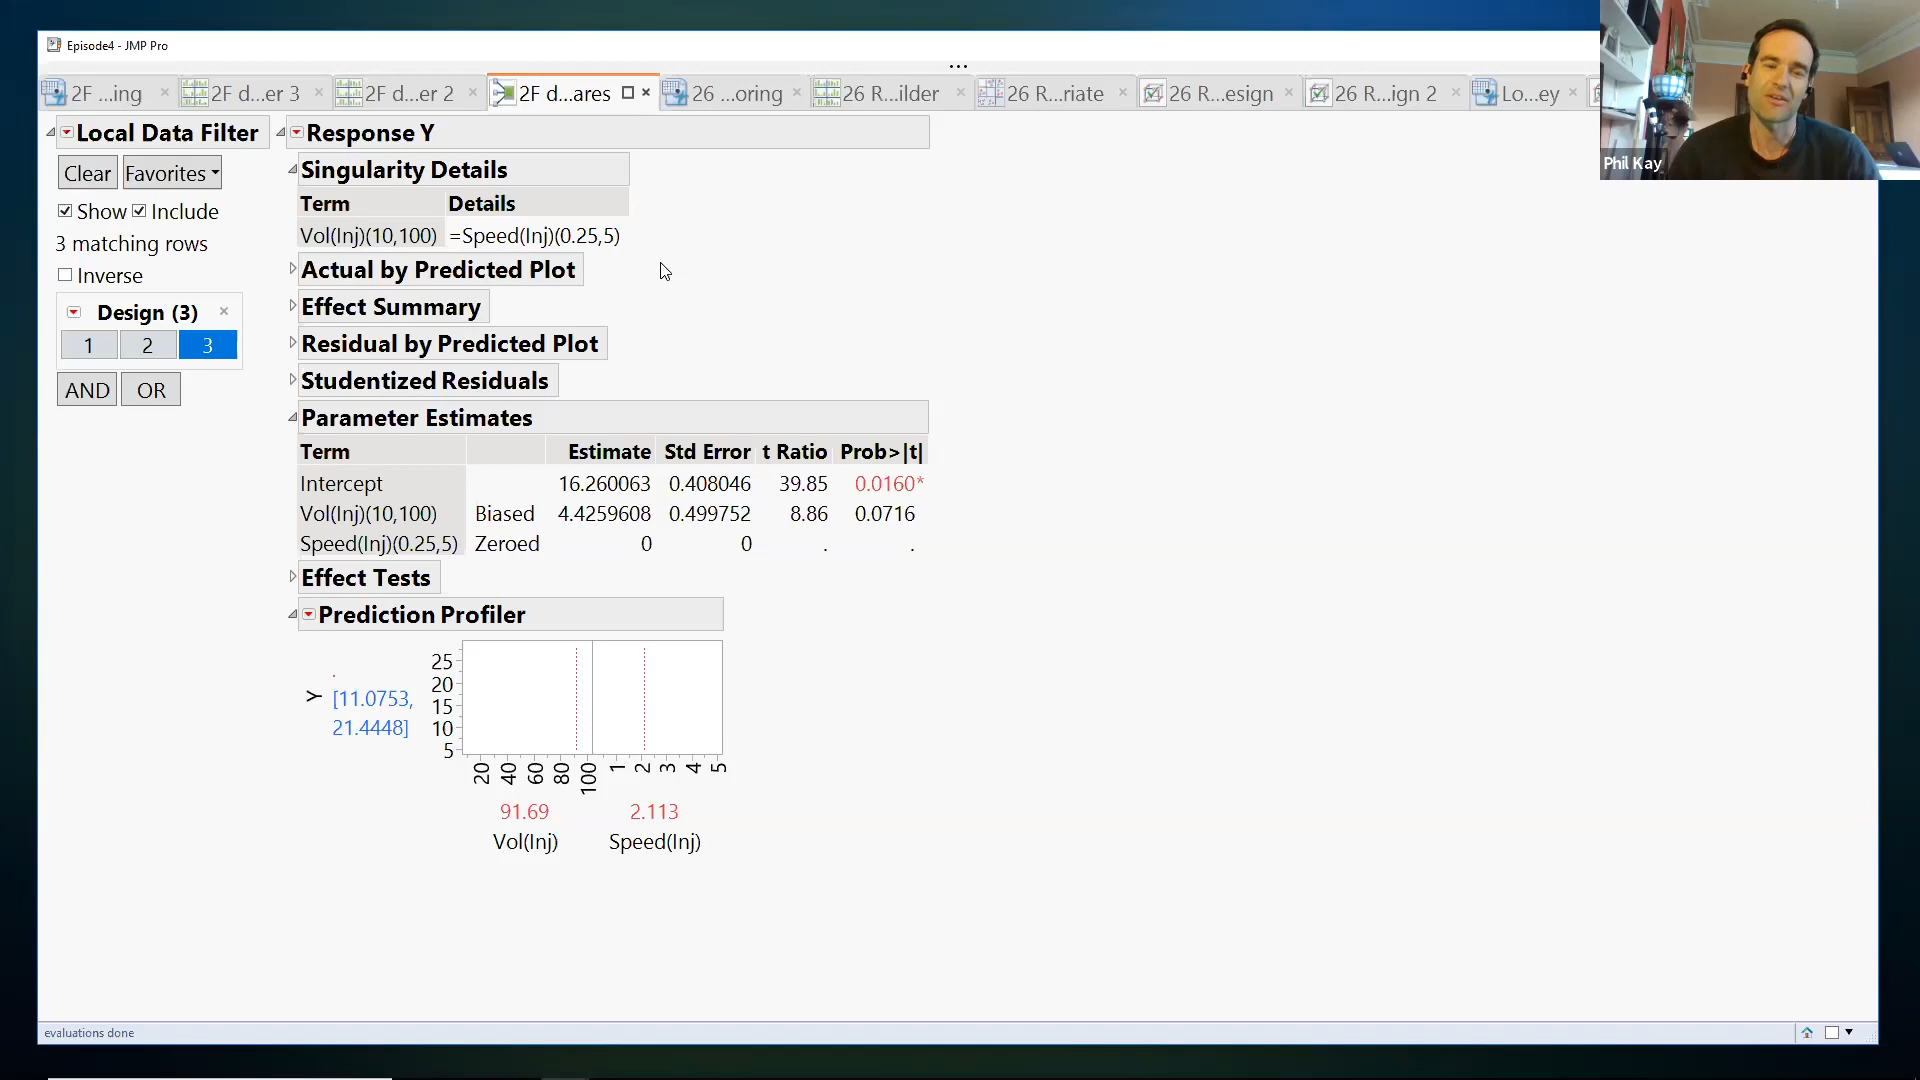 Episode4 - JMP Pro
...
2F ...ing × 2F d...er 3 × 2F d...er 2 × 2F d...ares × 26 ...oring × 26 R...ilder × 26 R...riate × 26 R...esign × 26 R...ign 2 × Lo...ey ×
Phil Kay
Local Data Filter
Clear Favorites
Show Include
3 matching rows
Inverse
Design (3) ×
1 2 3
AND OR
Response Y
Singularity Details
Term Details
Vol(Inj)(10,100) =Speed(Inj)(0.25,5)
Actual by Predicted Plot
Effect Summary
Residual by Predicted Plot
Studentized Residuals
Parameter Estimates
Term Estimate Std Error t Ratio Prob>|t|
Intercept 16.260063 0.408046 39.85 0.0160*
Vol(Inj)(10,100) Biased 4.4259608 0.499752 8.86 0.0716
Speed(Inj)(0.25,5) Zeroed 0 0 . .
Effect Tests
Prediction Profiler
Y
.
[11.0753,
21.4448]
25
20
15
10
5
20 40 60 80 100 1 2 3 4 5
91.69 2.113
Vol(Inj) Speed(Inj)
evaluations done